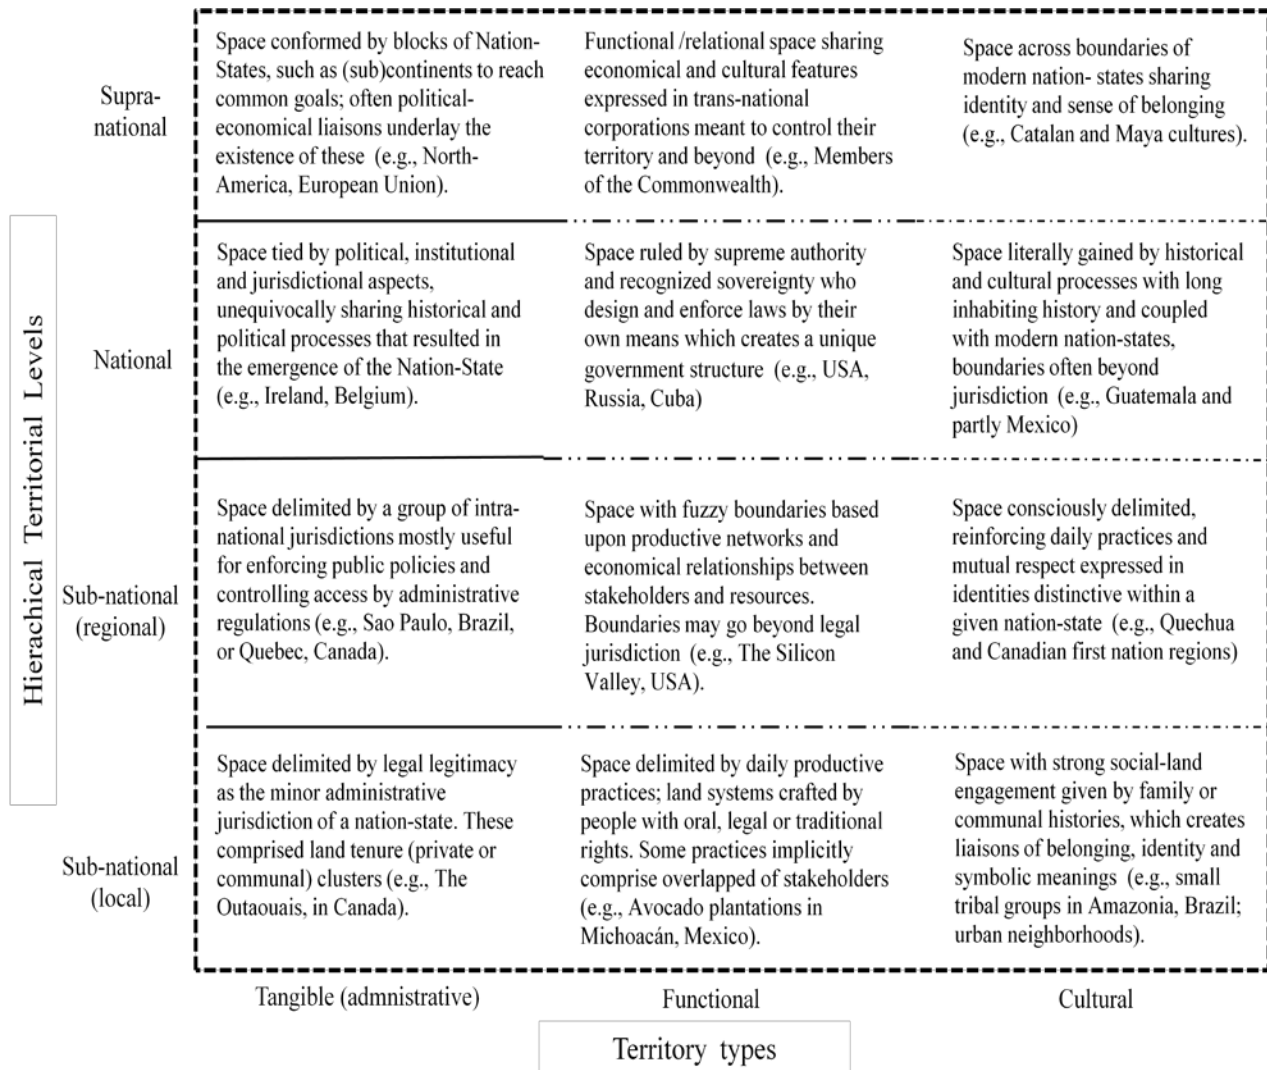 Space conformed by blocks of Nation-
States, such as (sub)continents to reach
common goals; often political-
economical liaisons underlay the
existence of these (e.g., North-
America, European Union).
Functional /relational space sharing
economical and cultural features
expressed in trans-national
corporations meant to control their
territory and beyond (e.g., Members
of the Commonwealth).
Space across boundaries of
modern nation- states sharing
identity and sense of belonging
(e.g., Catalan and Maya cultures).
Supra-
national
Space tied by political, institutional
and jurisdictional aspects,
unequivocally sharing historical and
political processes that resulted in
the emergence of the Nation-State
(e.g., Ireland, Belgium).
Space ruled by supreme authority
and recognized sovereignty who
design and enforce laws by their
own means which creates a unique
government structure (e.g., USA,
Russia, Cuba)
Space literally gained by historical
and cultural processes with long
inhabiting history and coupled
with modern nation-states,
boundaries often beyond
jurisdiction (e.g., Guatemala and
partly Mexico)
National
Hierachical Territorial Levels
Space delimited by a group of intra-
national jurisdictions mostly useful
for enforcing public policies and
controlling access by administrative
regulations (e.g., Sao Paulo, Brazil,
or Quebec, Canada).
Space with fuzzy boundaries based
upon productive networks and
economical relationships between
stakeholders and resources.
Boundaries may go beyond legal
jurisdiction (e.g., The Silicon
Valley, USA).
Space consciously delimited,
reinforcing daily practices and
mutual respect expressed in
identities distinctive within a
given nation-state (e.g., Quechua
and Canadian first nation regions)
Sub-national
(regional)
Space delimited by legal legitimacy
as the minor administrative
jurisdiction of a nation-state. These
comprised land tenure (private or
communal) clusters (e.g., The
Outaouais, in Canada).
Space delimited by daily productive
practices; land systems crafted by
people with oral, legal or traditional
rights. Some practices implicitly
comprise overlapped of stakeholders
(e.g., Avocado plantations in
Michoacán, Mexico).
Space with strong social-land
engagement given by family or
communal histories, which creates
liaisons of belonging, identity and
symbolic meanings (e.g., small
tribal groups in Amazonia, Brazil;
urban neighborhoods).
Sub-national
(local)
Tangible (admnistrative)
Functional
Cultural
Territory types